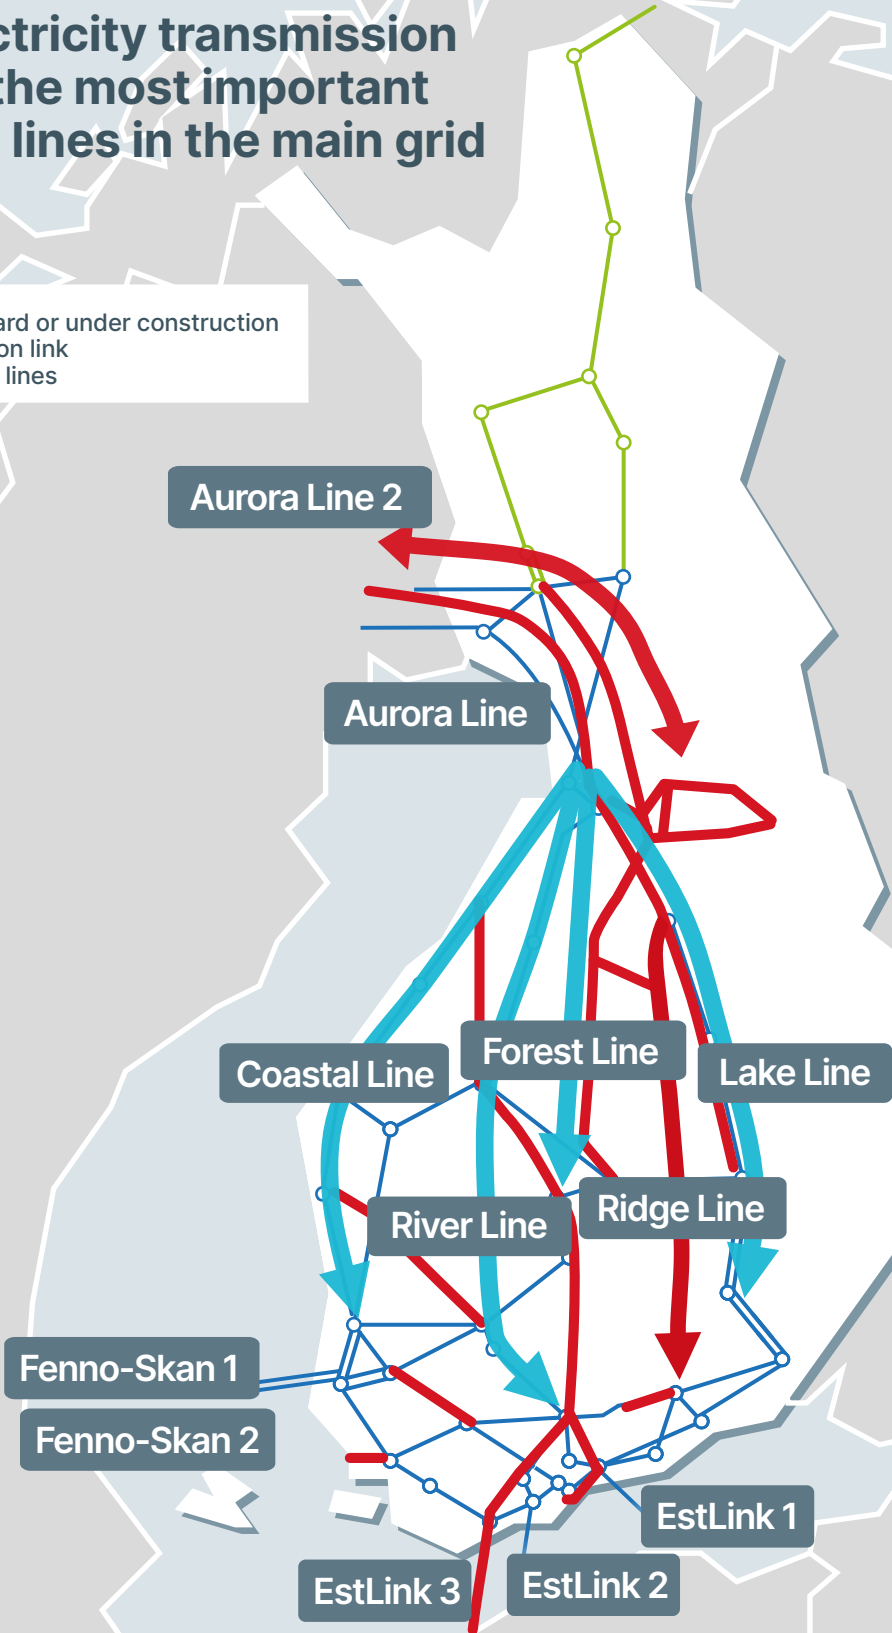 ctricity transmission
the most important
lines in the main grid
ard or under construction
on link
lines
Aurora Line 2
Aurora Line
Forest Line
Coastal Line
Lake Line
Ridge Line
River Line
Fenno-Skan 1
Fenno-Skan 2
EstLink 1
EstLink 2
EstLink 3